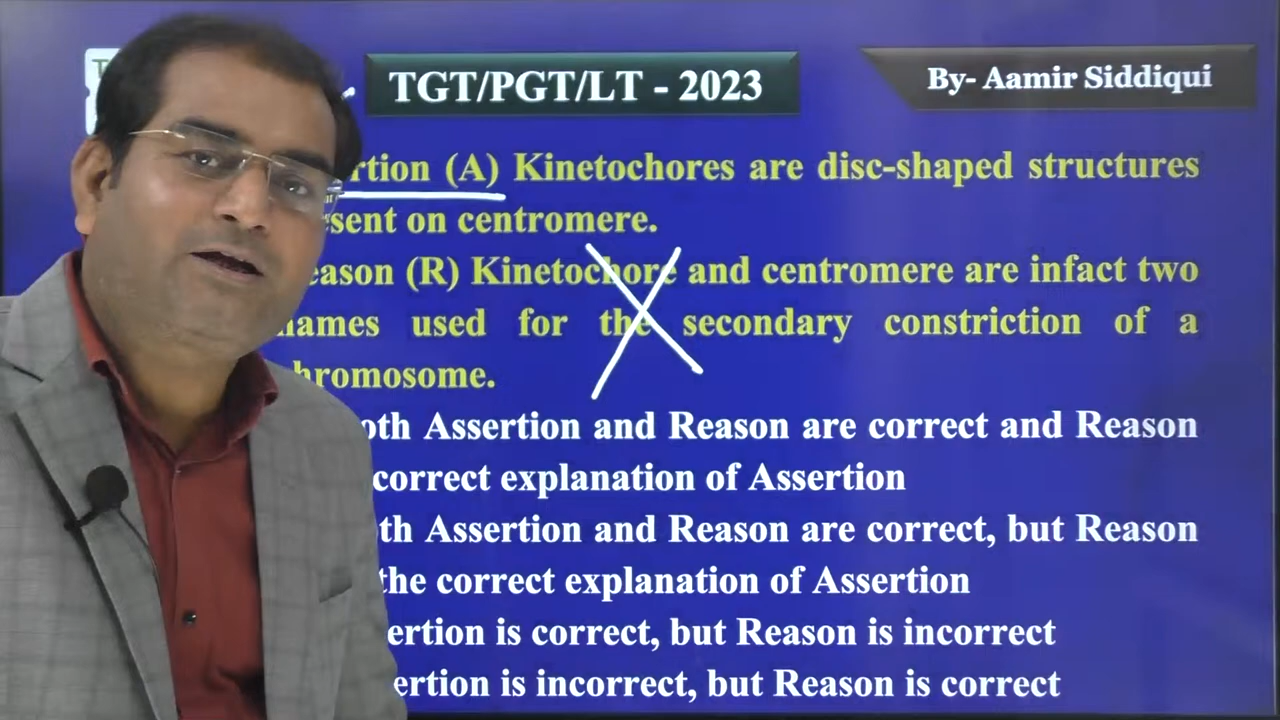 T
TGT/PGT/LT - 2023
By- Aamir Siddiqui
rtion (A) Kinetochores are disc-shaped structures
sent on centromere.
eason (R) Kinetochore and centromere are infact two
names used for the secondary constriction of a
hromosome.
oth Assertion and Reason are correct and Reason
correct explanation of Assertion
th Assertion and Reason are correct, but Reason
the correct explanation of Assertion
ertion is correct, but Reason is incorrect
ertion is incorrect, but Reason is correct